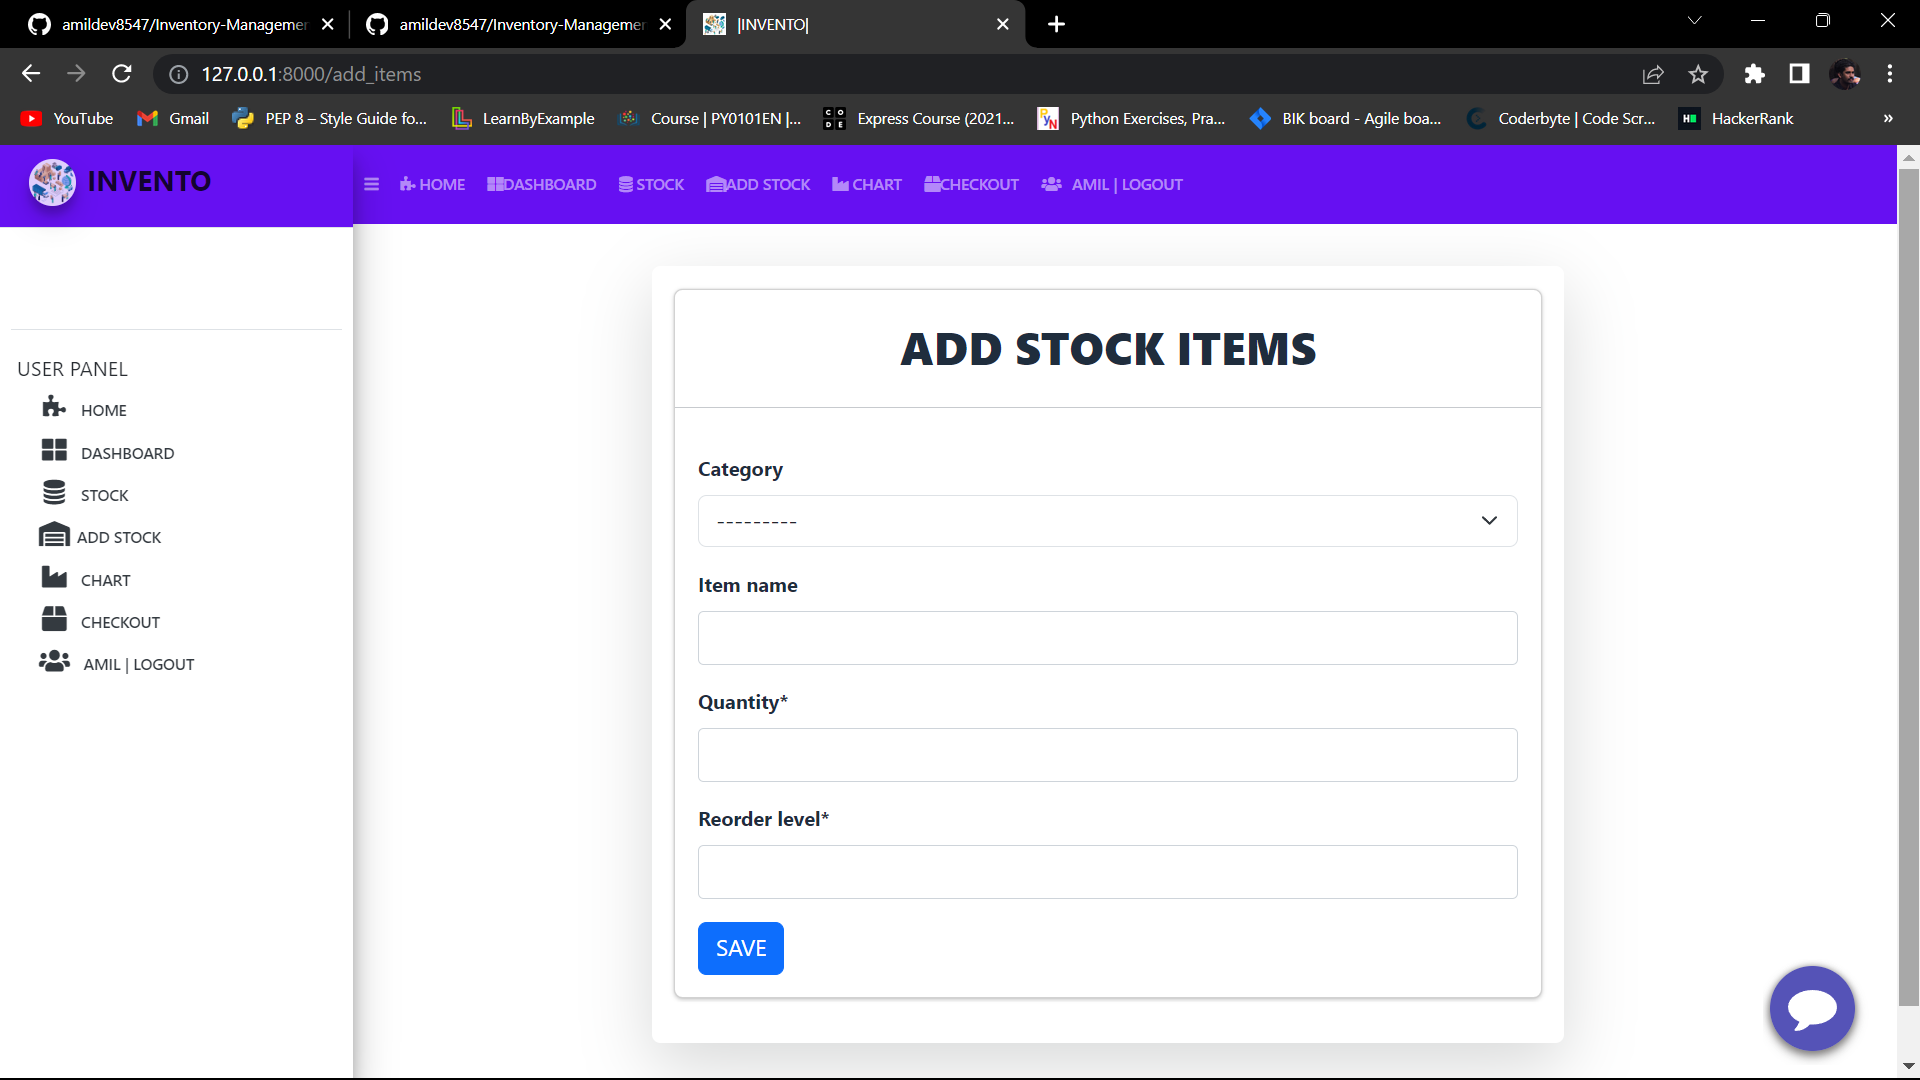 amildev8547/Inventory-Managemer
amildev8547/Inventory-Managemer
|INVENTO|
127.0.0.1:8000/add_items
YouTube
Gmail
PEP 8 – Style Guide fo...
LearnByExample
Course | PY0101EN |...
CODE
Express Course (2021...
PyN
Python Exercises, Pra...
BIK board - Agile boa...
Coderbyte | Code Scr...
HackerRank
»
INVENTO
HOME
DASHBOARD
STOCK
ADD STOCK
CHART
CHECKOUT
AMIL | LOGOUT
USER PANEL
HOME
DASHBOARD
STOCK
ADD STOCK
CHART
CHECKOUT
AMIL | LOGOUT
ADD STOCK ITEMS
Category
---------
Item name
Quantity*
Reorder level*
SAVE